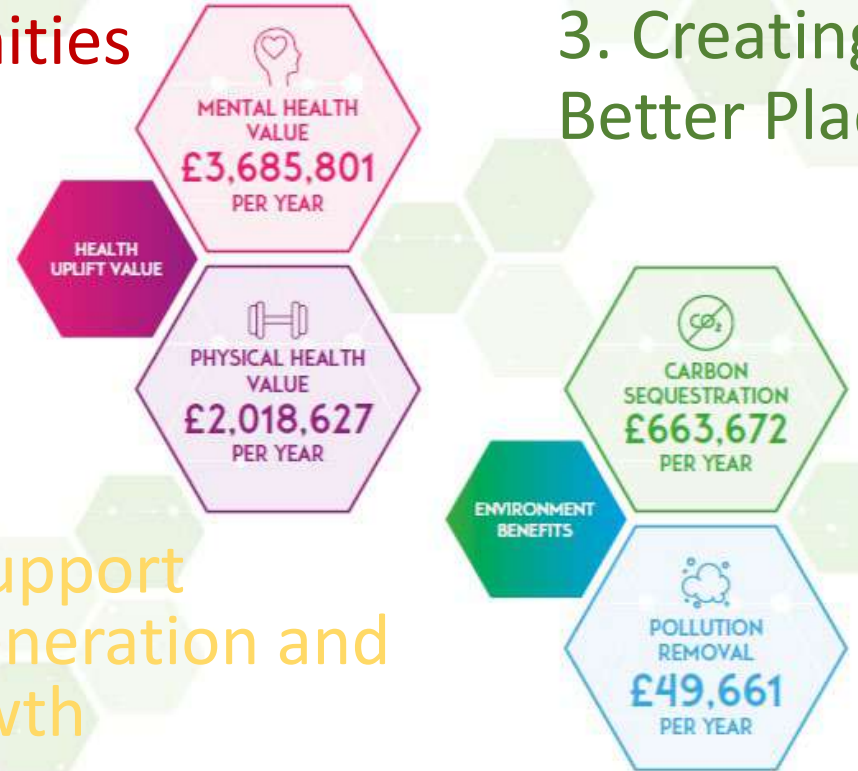 nities
3. Creating
Better Plac
MENTAL HEALTH
VALUE
£3,685,801
PER YEAR
HEALTH
UPLIFT VALUE
PHYSICAL HEALTH
VALUE
£2,018,627
PER YEAR
CO₂
CARBON
SEQUESTRATION
£663,672
PER YEAR
ENVIRONMENT
BENEFITS
POLLUTION
REMOVAL
£49,661
PER YEAR
upport
neration and
wth